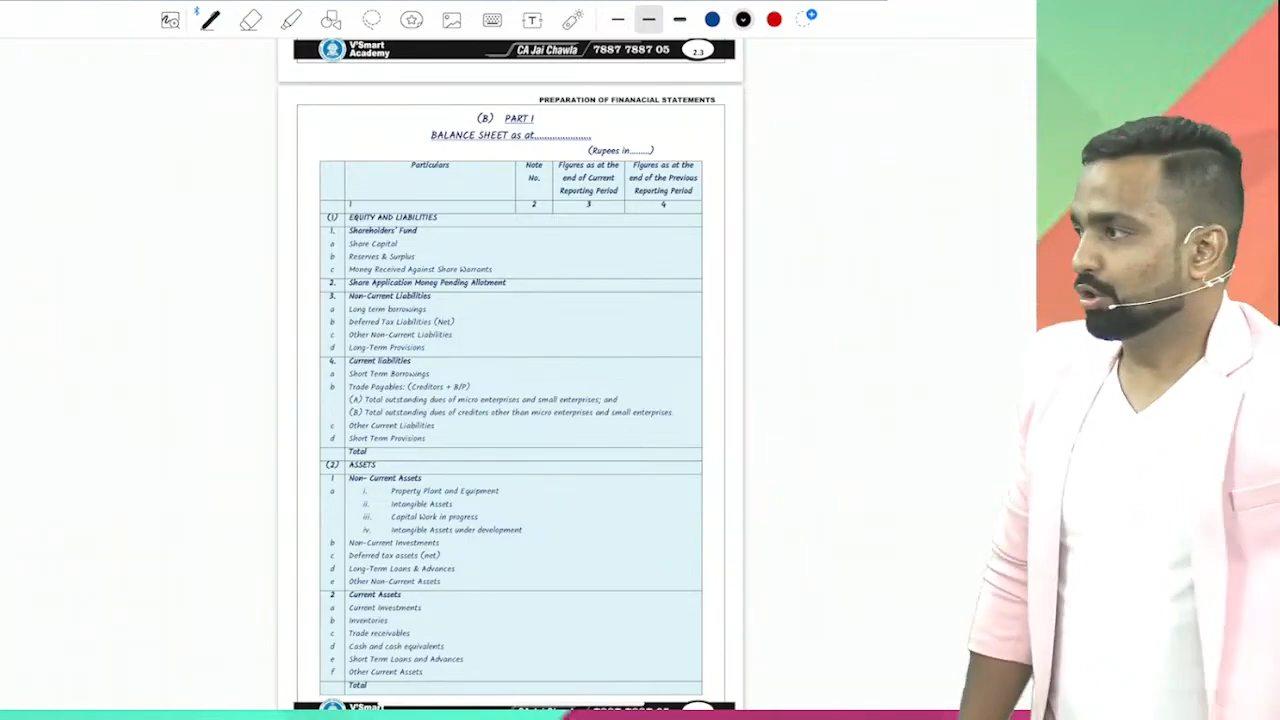 T
V'Smart
Academy
CA Jai Chawla
7887 7887 05
2.3
PREPARATION OF FINANACIAL STATEMENTS
(B) PART I
BALANCE SHEET as at......................
(Rupees in........)
Particulars Note No. Figures as at the end of Current Reporting Period Figures as at the end of the Previous Reporting Period
1 2 3 4
(1) EQUITY AND LIABILITIES
1. Shareholders' Fund
a Share Capital
b Reserves & Surplus
c Money Received Against Share Warrants
2. Share Application Money Pending Allotment
3. Non-Current Liabilities
a Long term borrowings
b Deferred Tax Liabilities (Net)
c Other Non-Current Liabilities
d Long-Term Provisions
4. Current liabilities
a Short Term Borrowings
b Trade Payables: (Creditors + B/P)
(A) Total outstanding dues of micro enterprises and small enterprises; and
(B) Total outstanding dues of creditors other than micro enterprises and small enterprises.
c Other Current Liabilities
d Short Term Provisions
Total
(2) ASSETS
1 Non- Current Assets
a i. Property Plant and Equipment
ii. Intangible Assets
iii. Capital Work in progress
iv. Intangible Assets under development
b Non-Current Investments
c Deferred tax assets (net)
d Long-Term Loans & Advances
e Other Non-Current Assets
2 Current Assets
a Current Investments
b Inventories
c Trade receivables
d Cash and cash equivalents
e Short Term Loans and Advances
f Other Current Assets
Total
V'Smart
CA Jai Chawla
7887 7887 05